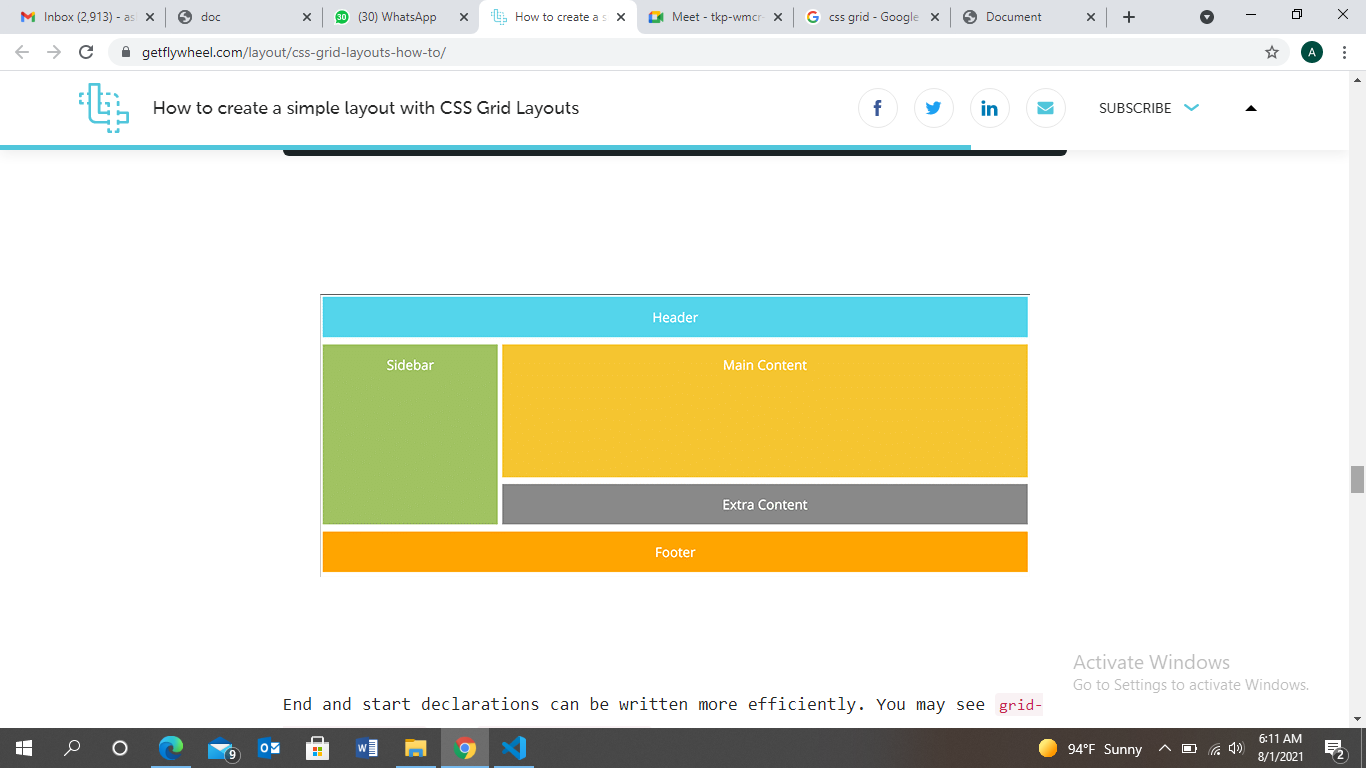 Inbox (2,913) - as
doc
30 (30) WhatsApp
How to create a s
Meet - tkp-wmcr
css grid - Google
Document
getflywheel.com/layout/css-grid-layouts-how-to/
A
How to create a simple layout with CSS Grid Layouts
SUBSCRIBE
Header
Sidebar
Main Content
Extra Content
Footer
Activate Windows
Go to Settings to activate Windows.
End and start declarations can be written more efficiently. You may see grid-
9
94°F Sunny
6:11 AM
8/1/2021
2